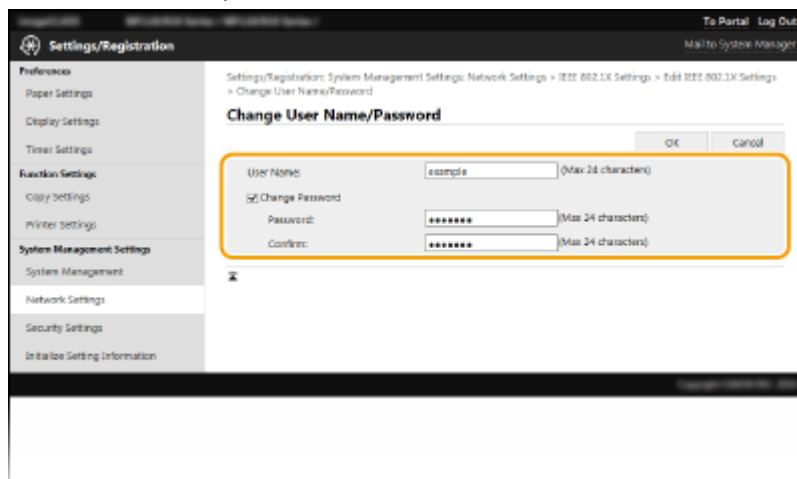 To Portal Log Out
Settings/Registration
Mail to System Manager
Preferences
Paper Settings
Display Settings
Timer Settings
Function Settings
Copy Settings
Printer Settings
System Management Settings
System Management
Network Settings
Security Settings
Initialize Setting Information
Settings/Registration: System Management Settings: Network Settings > IEEE 802.1X Settings > Edit IEEE 802.1X Settings
> Change User Name/Password
Change User Name/Password
OK Cancel
User Name: example (Max 24 characters)
Change Password
Password: ●●●●●●● (Max 24 characters)
Confirm: ●●●●●●● (Max 24 characters)